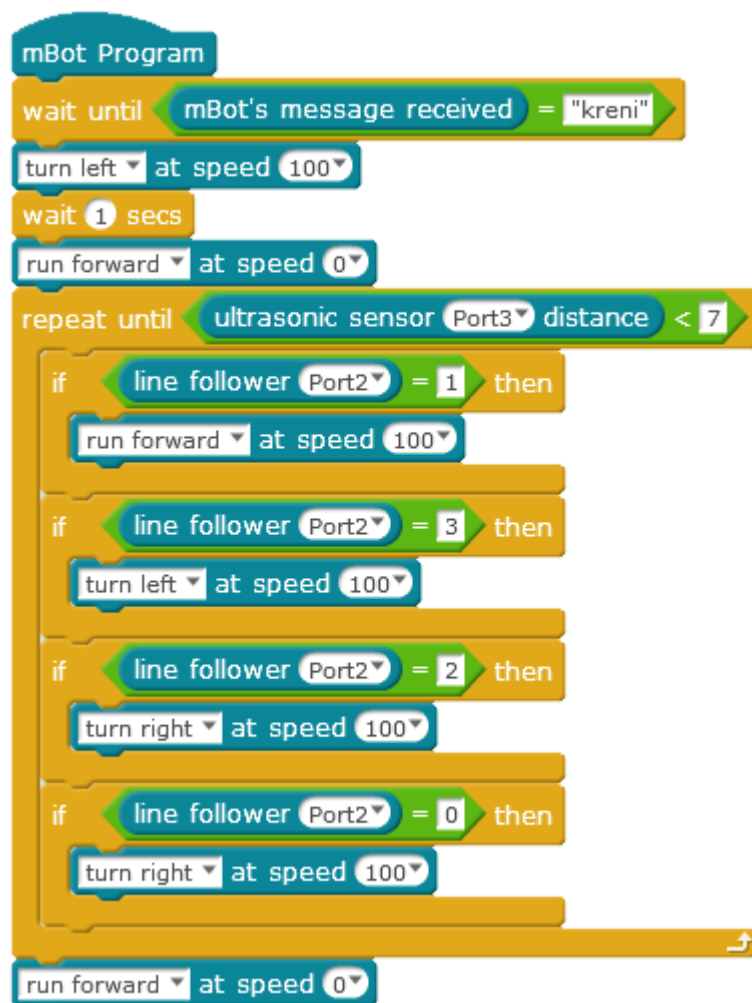 mBot Program
wait until mBot's message received = "kreni"
turn left at speed 100
wait 1 secs
run forward at speed 0
repeat until ultrasonic sensor Port3 distance < 7
if line follower Port2 = 1 then
run forward at speed 100
if line follower Port2 = 3 then
turn left at speed 100
if line follower Port2 = 2 then
turn right at speed 100
if line follower Port2 = 0 then
turn right at speed 100
run forward at speed 0